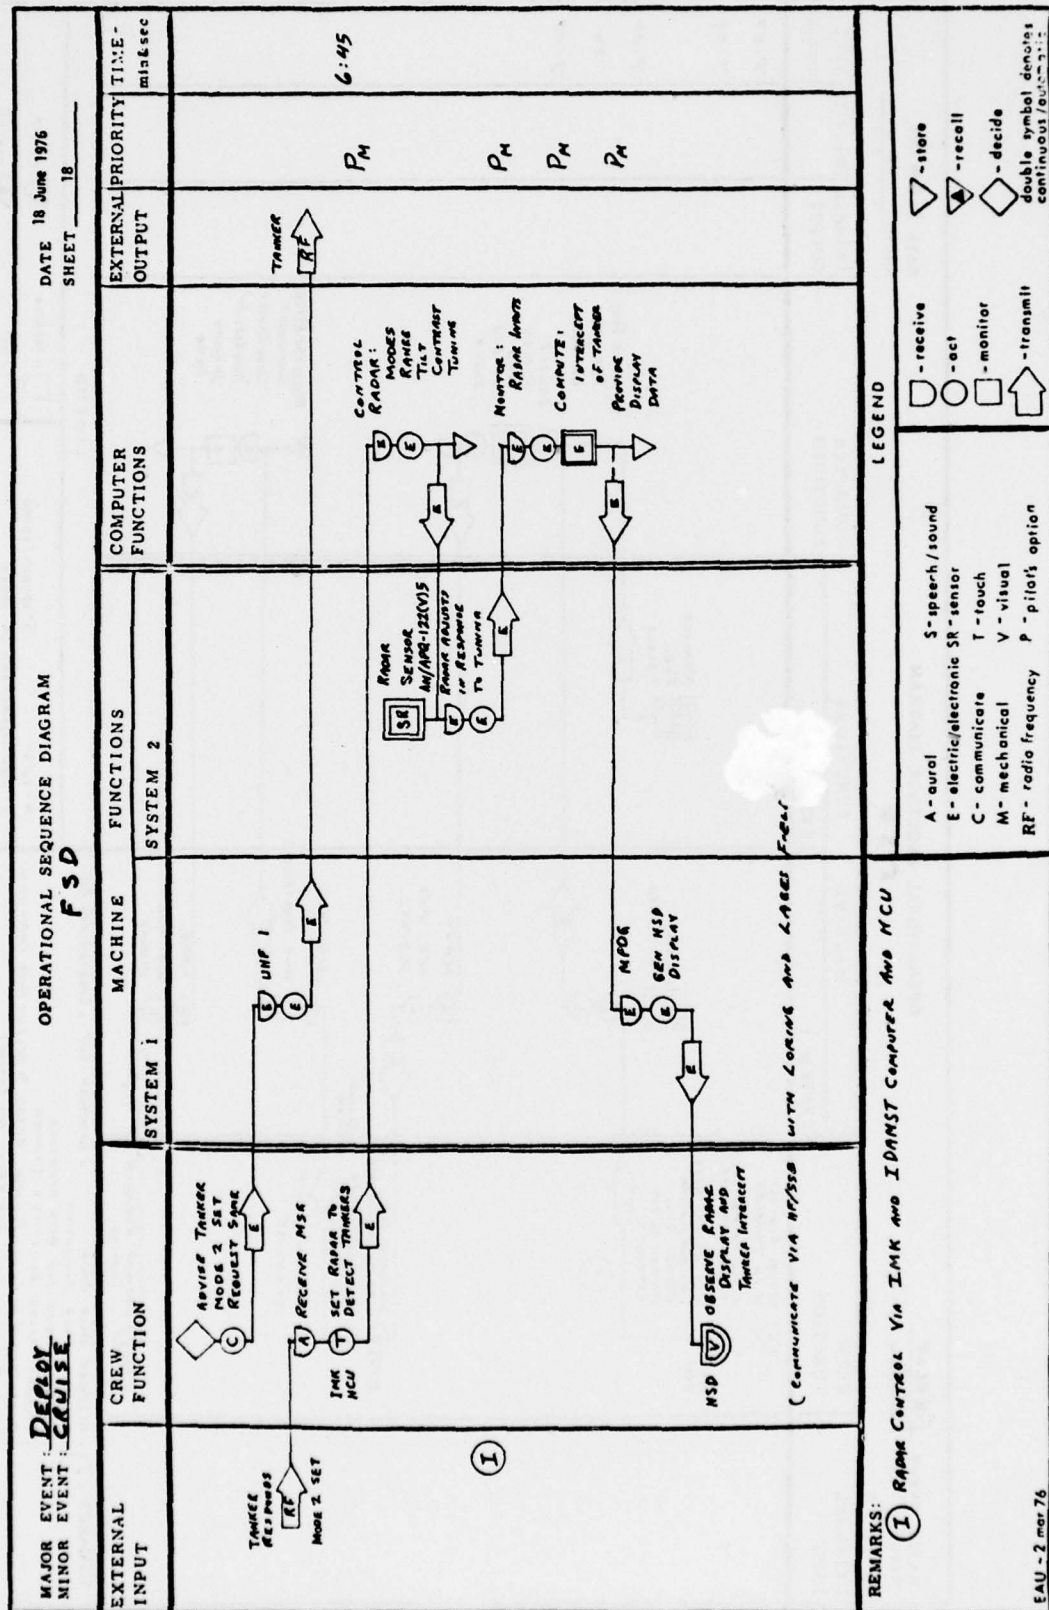 OPERATIONAL SEQUENCE DIAGRAM
FSD
MAJOR EVENT: DEPLOY
MINOR EVENT: CRUISE
DATE 18 June 1976
SHEET 18
EXTERNAL INPUT
CREW FUNCTION
MACHINE FUNCTIONS
SYSTEM 1
SYSTEM 2
COMPUTER FUNCTIONS
EXTERNAL OUTPUT
PRIORITY
TIME-
min&sec
ADVISE TANKER
MODE 2 SET
REQUEST SAME
C
E
E
UHF 1
E
E
TANKER
RF
TANKER
RESPONDS
RF
MODE 2 SET
A
RECEIVE MSG
IMK
HCU
T
SET RADAR TO
DETECT TANKERS
E
CONTROL
RADAR:
MODES
RANGE
TILT
CONTRAST
TUNING
E
E
E
PM
6:45
RADAR
SENSOR
AN/APQ-122(V)5
SR
RADAR ADJUSTS
IN RESPONSE
TO TUNING
E
E
E
MONITOR:
RADAR INPUTS
E
E
PM
COMPUTE:
INTERCEPT
OF TANKER
E
PM
PROVIDE
DISPLAY
DATA
E
PM
MPDG
E
E
GEN HSD
DISPLAY
E
HSD
V
OBSERVE RADAR
DISPLAY AND
TANKER INTERCEPT
1
(COMMUNICATE VIA HF/SSB WITH LORING AND LAGES
REMARKS:
1 RADAR CONTROL VIA IMK AND IDAMST COMPUTER AND HCU
LEGEND
A - aural
S - speech/sound
E - electric/electronic
SR - sensor
C - communicate
T - touch
M - mechanical
V - visual
RF - radio frequency
P - pilot's option
- receive
- act
- monitor
- transmit
- store
- recall
- decide
double symbol denotes
continuous/automatic
EAU - 2 mar 76